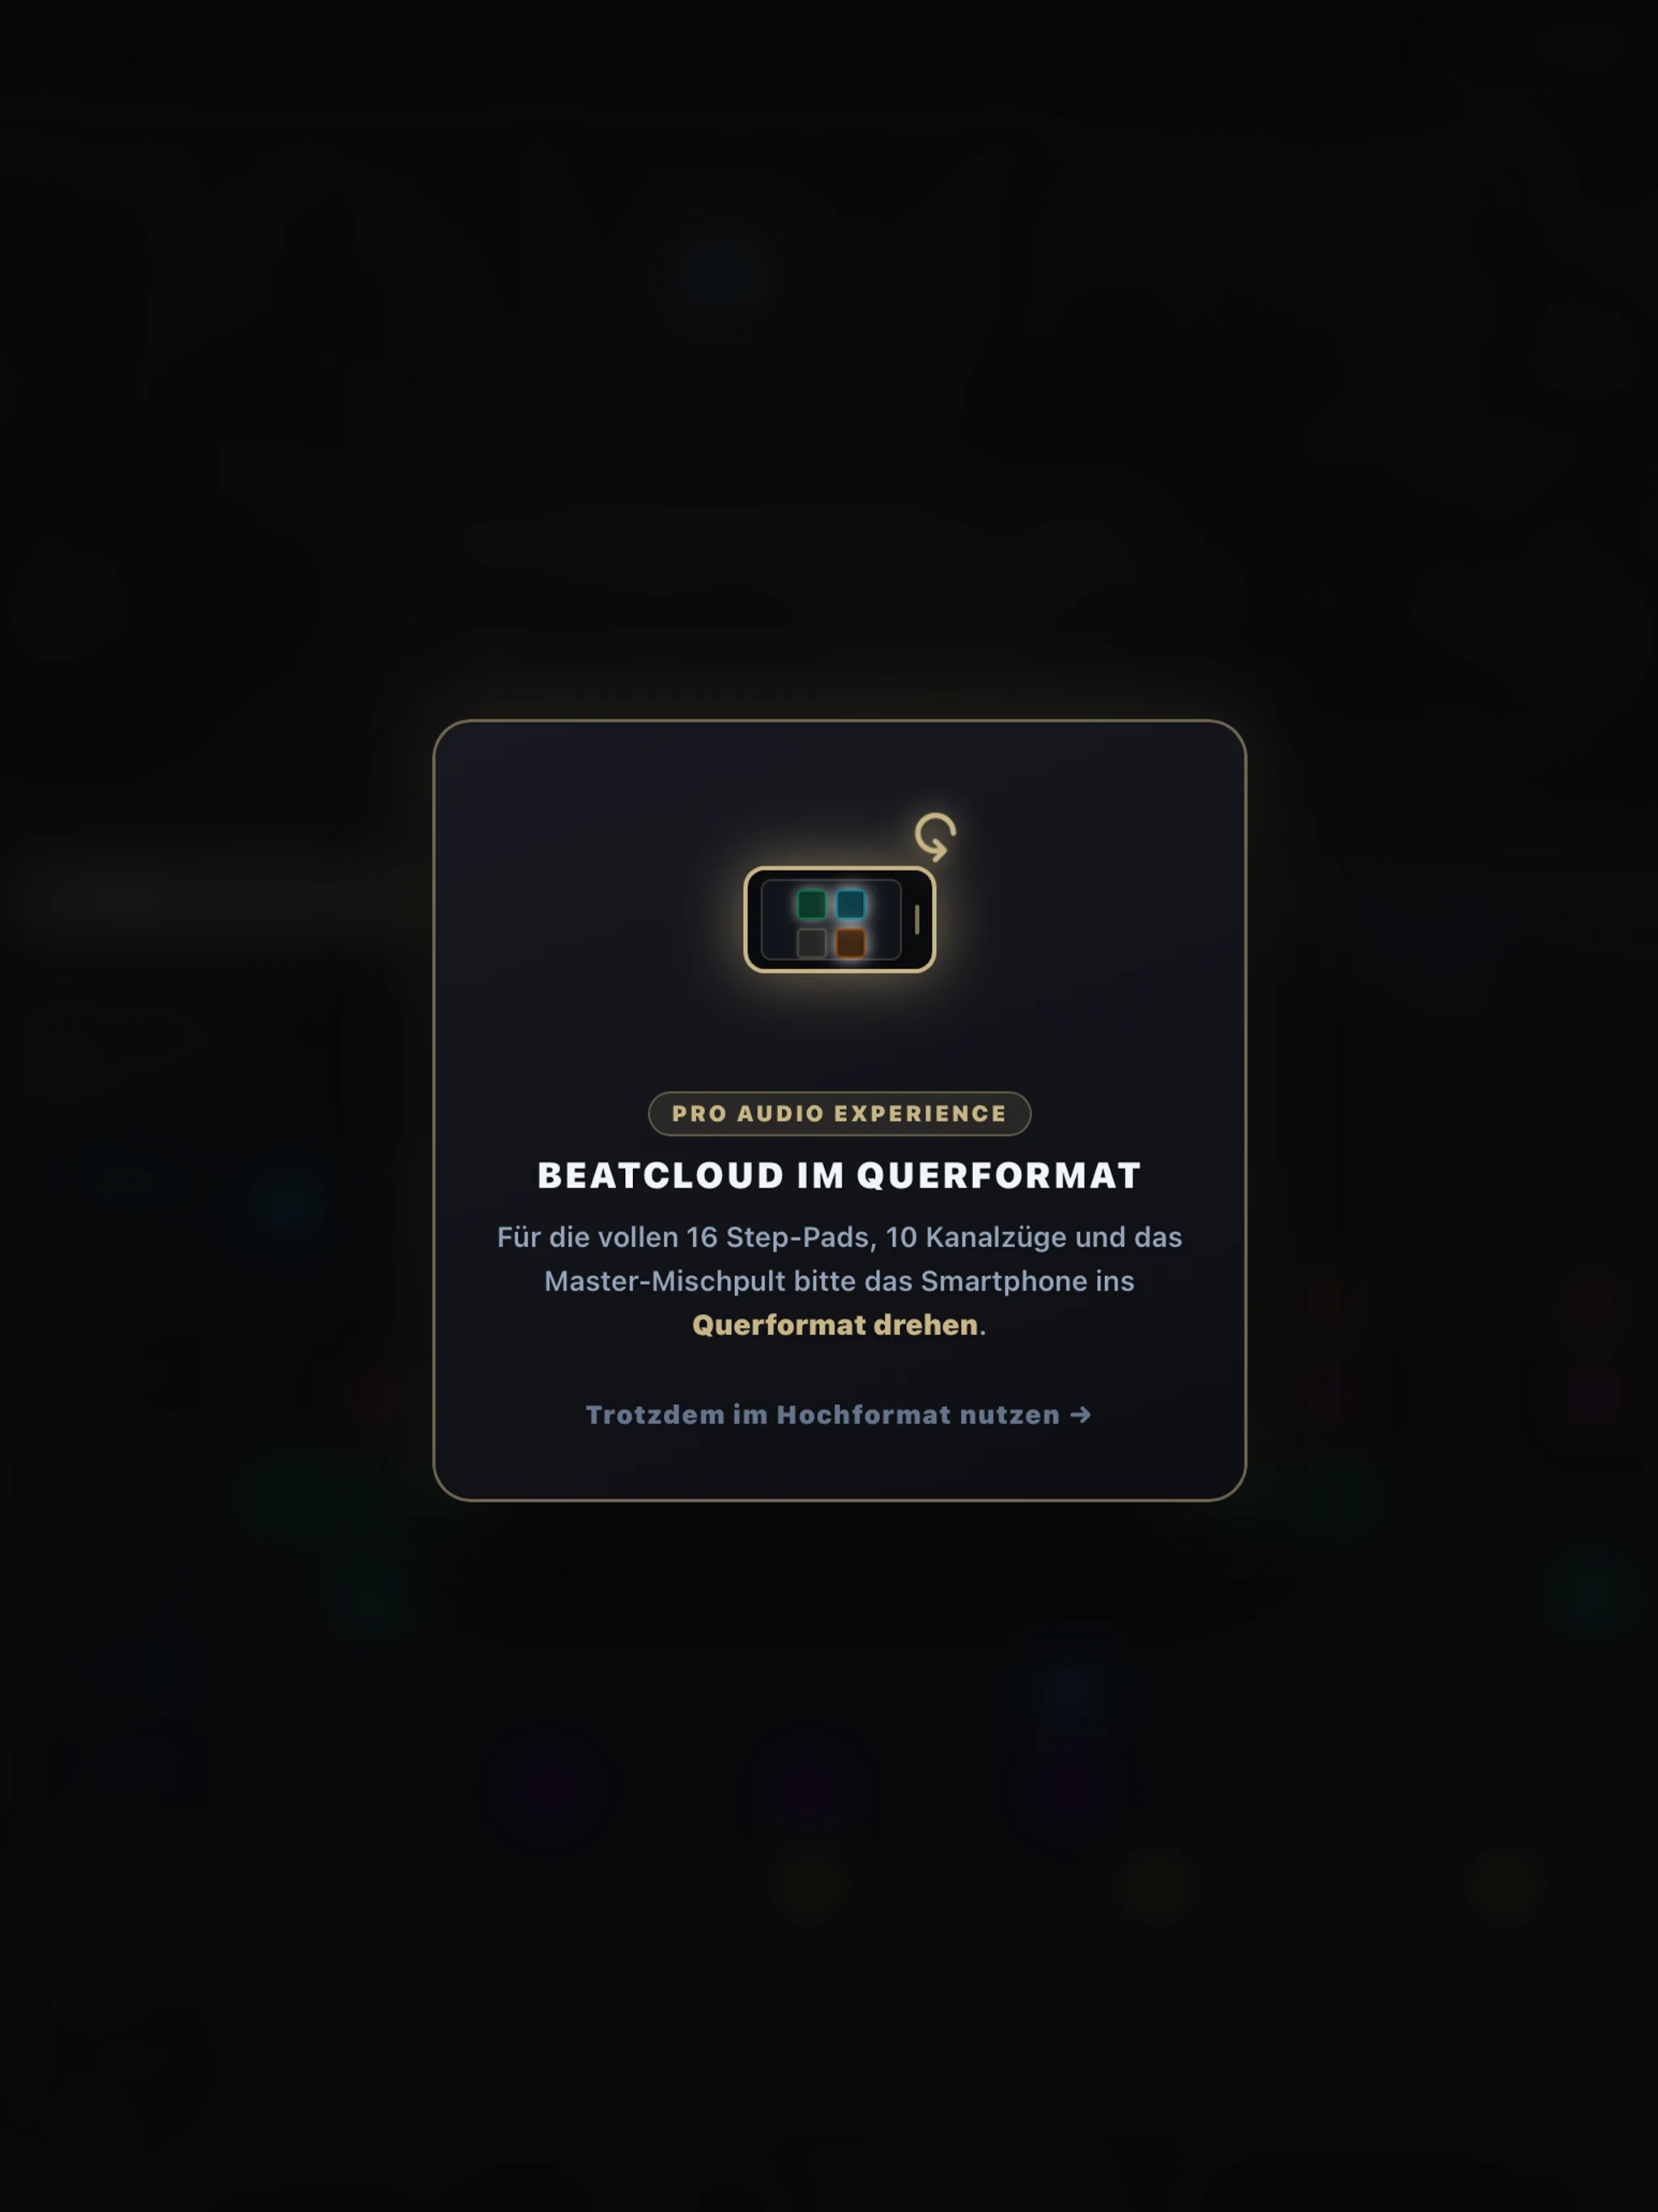 PRO AUDIO EXPERIENCE
BEATCLOUD IM QUERFORMAT
Für die vollen 16 Step-Pads, 10 Kanalzüge und das
Master-Mischpult bitte das Smartphone ins
Querformat drehen.
Trotzdem im Hochformat nutzen →